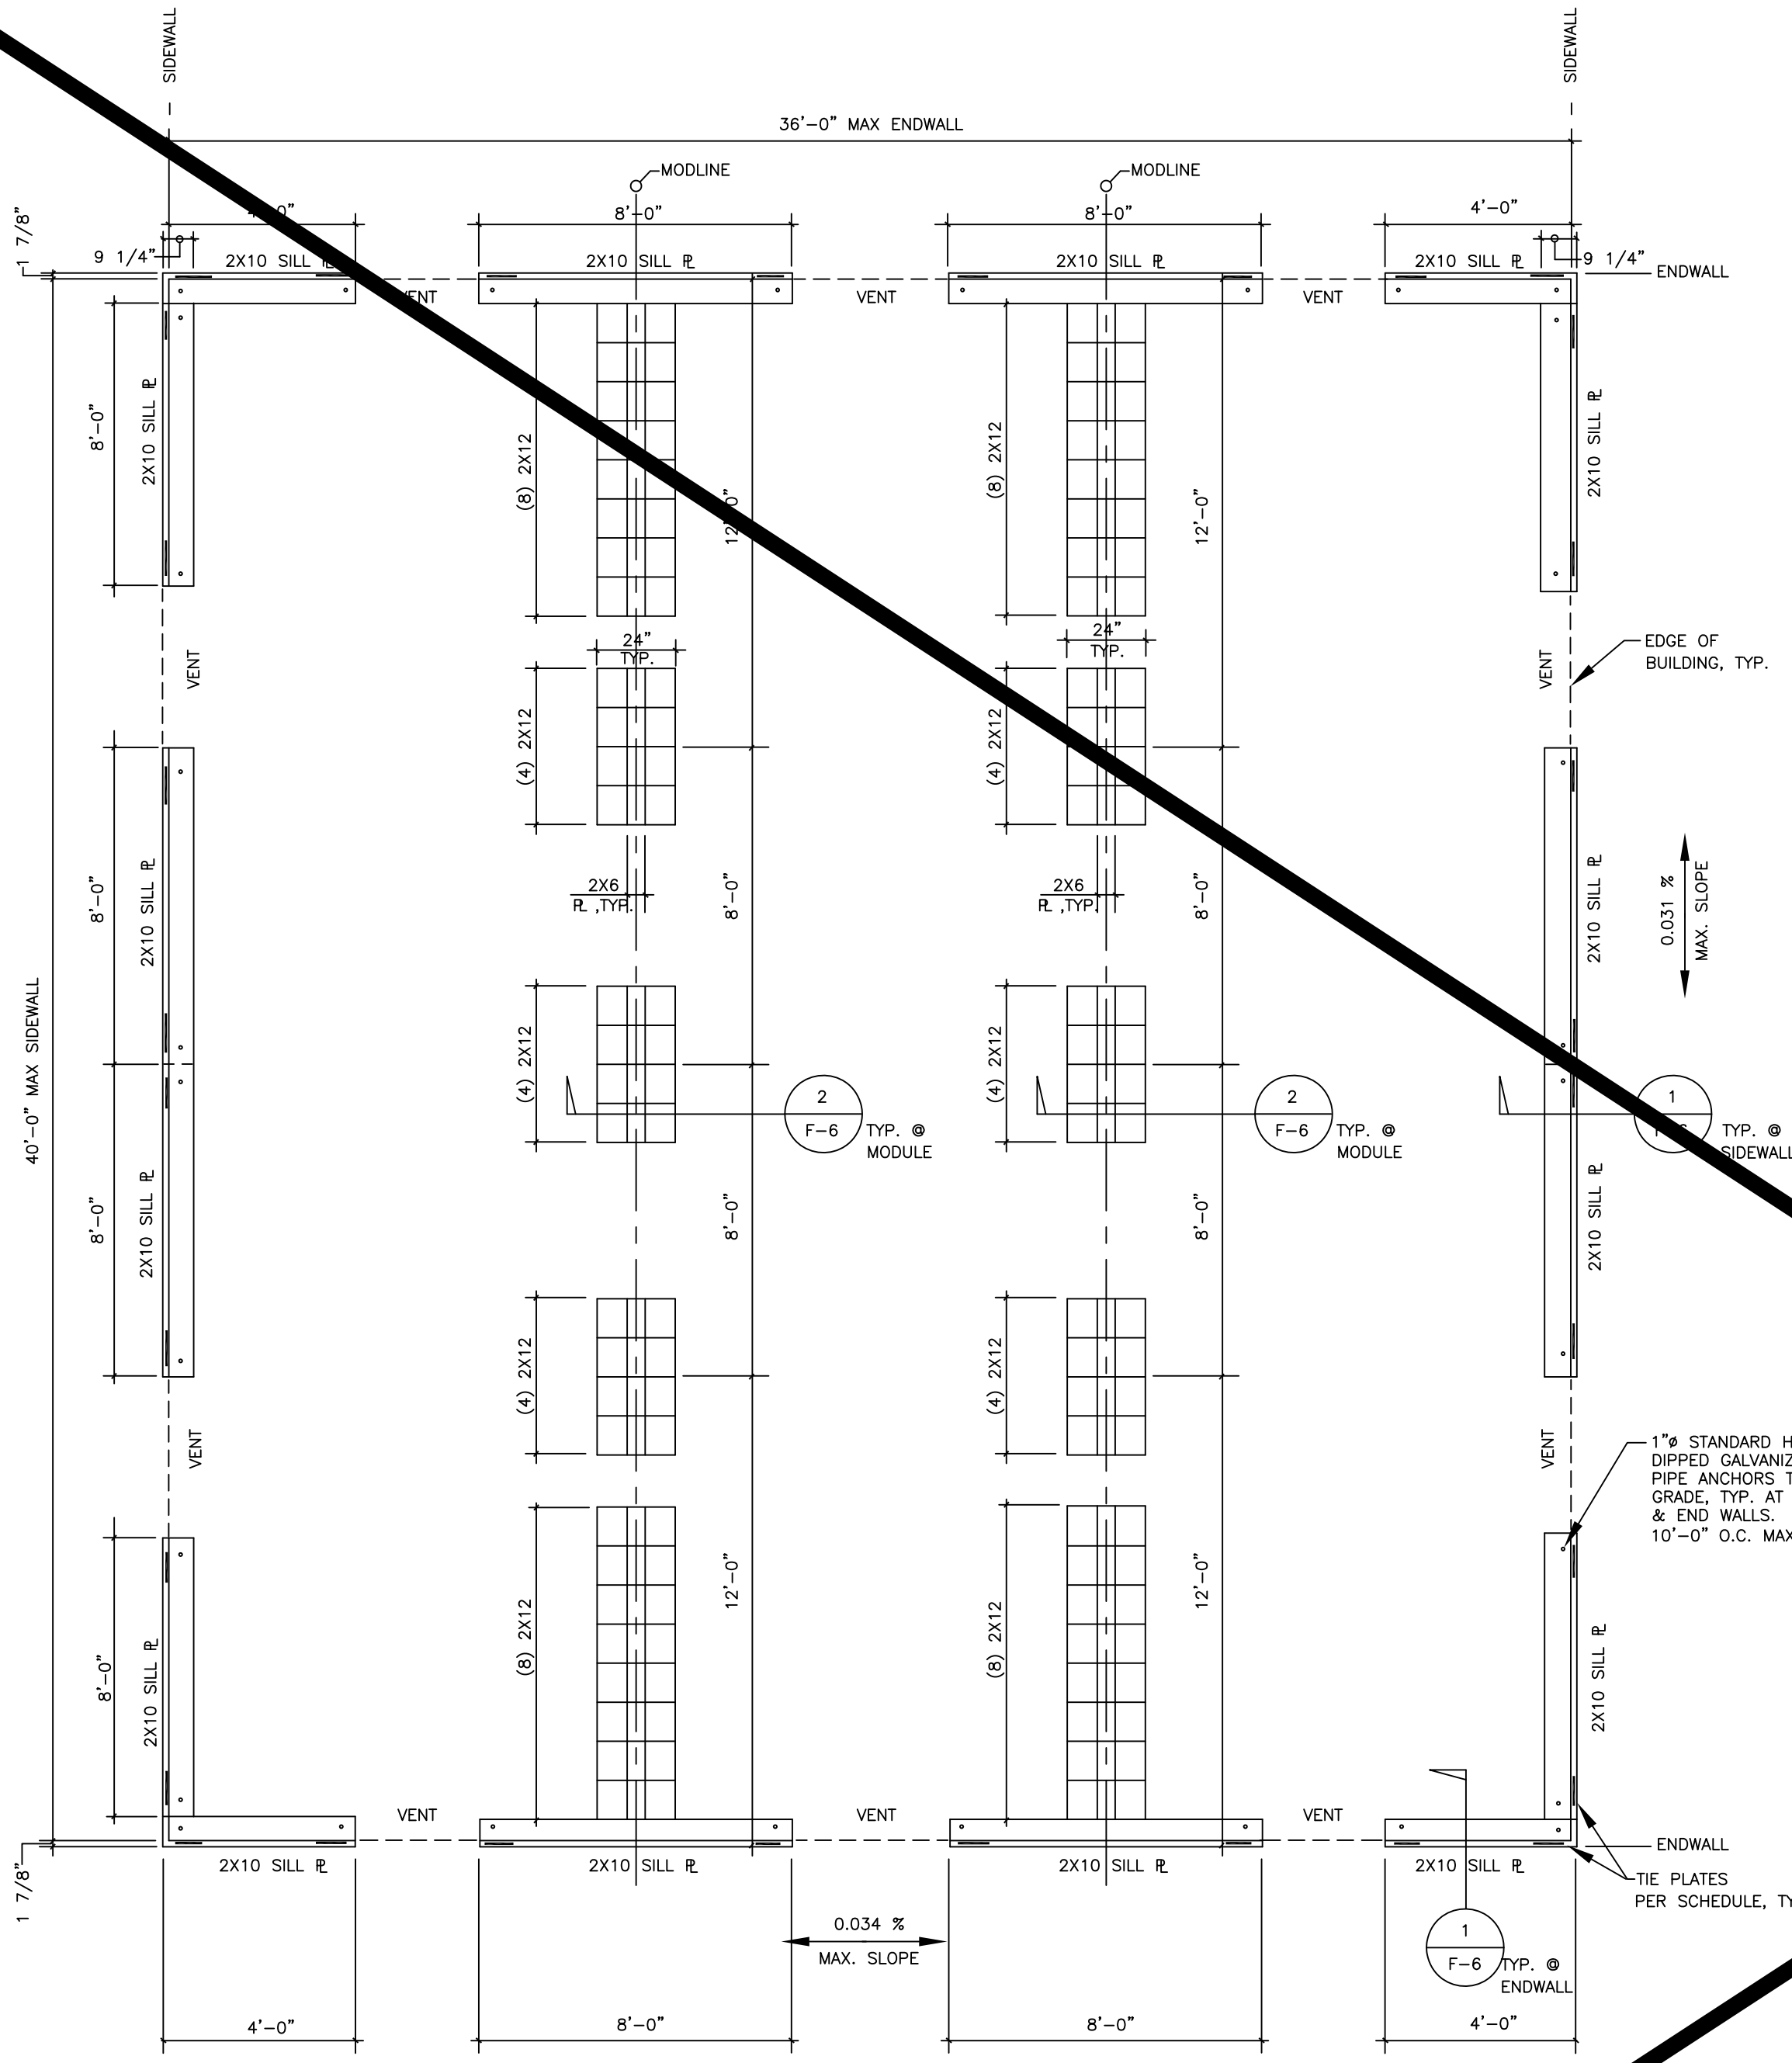 SIDEWALL
SIDEWALL
36'-0" MAX ENDWALL
MODLINE
MODLINE
8'-0"
8'-0"
4'-0"
1 7/8"
9 1/4"
9 1/4"
2X10 SILL PL
2X10 SILL PL
2X10 SILL PL
2X10 SILL PL
ENDWALL
VENT
VENT
8'-0"
2X10 SILL PL
(8) 2X12
(8) 2X12
12'-0"
2X10 SILL PL
24"
TYP.
24"
TYP.
VENT
VENT
EDGE OF
BUILDING, TYP.
(4) 2X12
(4) 2X12
8'-0"
2X10 SILL PL
2X6
PL ,TYP.
8'-0"
2X6
PL ,TYP.
8'-0"
2X10 SILL PL
0.031 %
MAX. SLOPE
40'-0" MAX SIDEWALL
(4) 2X12
(4) 2X12
2
F-6
TYP. @
MODULE
2
F-6
TYP. @
MODULE
1
TYP. @
SIDEWALL
8'-0"
2X10 SILL PL
8'-0"
8'-0"
2X10 SILL PL
(4) 2X12
(4) 2X12
VENT
VENT
1"ø STANDARD
DIPPED
PIPE ANCHORS
GRADE, TYP. AT
& END WALLS.
10'-0" O.C. MAX
8'-0"
2X10 SILL PL
(8) 2X12
12'-0"
(8) 2X12
12'-0"
2X10 SILL PL
VENT
VENT
VENT
1 7/8"
2X10 SILL PL
2X10 SILL PL
2X10 SILL PL
2X10 SILL PL
ENDWALL
TIE PLATES
PER SCHEDULE,
0.034 %
MAX. SLOPE
1
F-6
TYP. @
ENDWALL
4'-0"
8'-0"
8'-0"
4'-0"